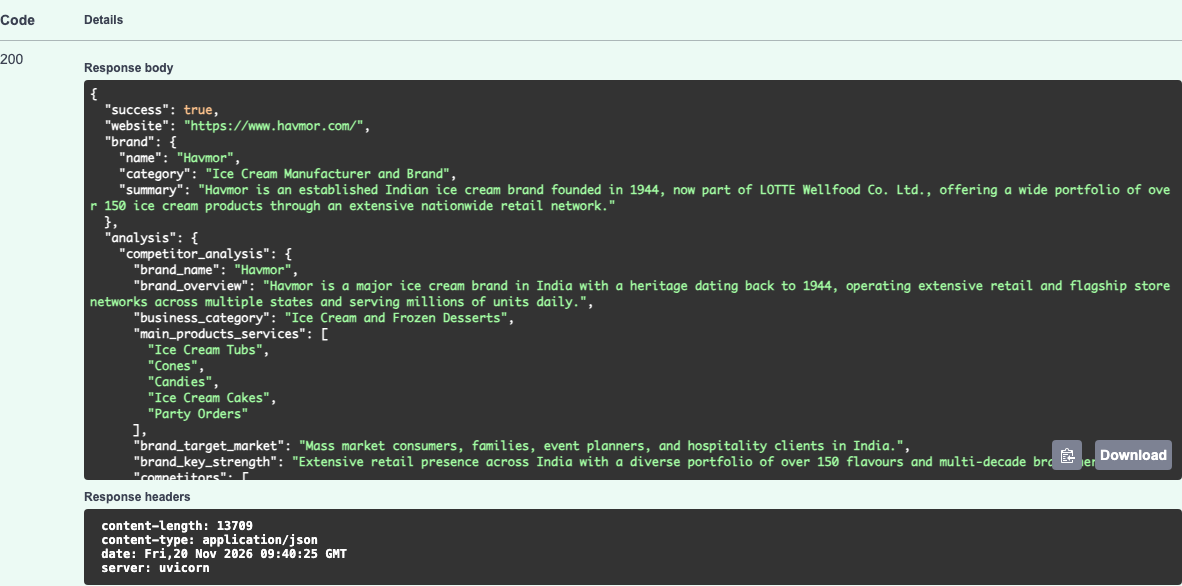 Code Details
200
Response body
{
"success": true,
"website": "https://www.havmor.com/",
"brand": {
"name": "Havmor",
"category": "Ice Cream Manufacturer and Brand",
"summary": "Havmor is an established Indian ice cream brand founded in 1944, now part of LOTTE Wellfood Co. Ltd., offering a wide portfolio of ove
r 150 ice cream products through an extensive nationwide retail network."
},
"analysis": {
"competitor_analysis": {
"brand_name": "Havmor",
"brand_overview": "Havmor is a major ice cream brand in India with a heritage dating back to 1944, operating extensive retail and flagship store
networks across multiple states and serving millions of units daily.",
"business_category": "Ice Cream and Frozen Desserts",
"main_products_services": [
"Ice Cream Tubs",
"Cones",
"Candies",
"Ice Cream Cakes",
"Party Orders"
],
"brand_target_market": "Mass market consumers, families, event planners, and hospitality clients in India.",
"brand_key_strength": "Extensive retail presence across India with a diverse portfolio of over 150 flavours and multi-decade
"competitors": [
Download
Response headers
content-length: 13709
content-type: application/json
date: Fri,20 Nov 2026 09:40:25 GMT
server: uvicorn